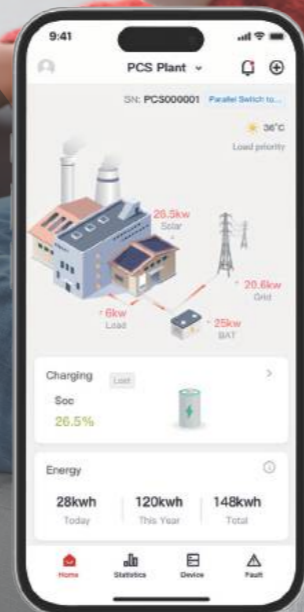 9:41
PCS Plant
SN: PCS000001 Parallel Switch to...
36°C
Load priority
26.5kw
Solar
20.6kw
Grid
6kw
Load
25kw
BAT
Charging Load
Soc
26.5%
Energy
28kwh 120kwh 148kwh
Today This Year Total
Home Statistics Device Fault